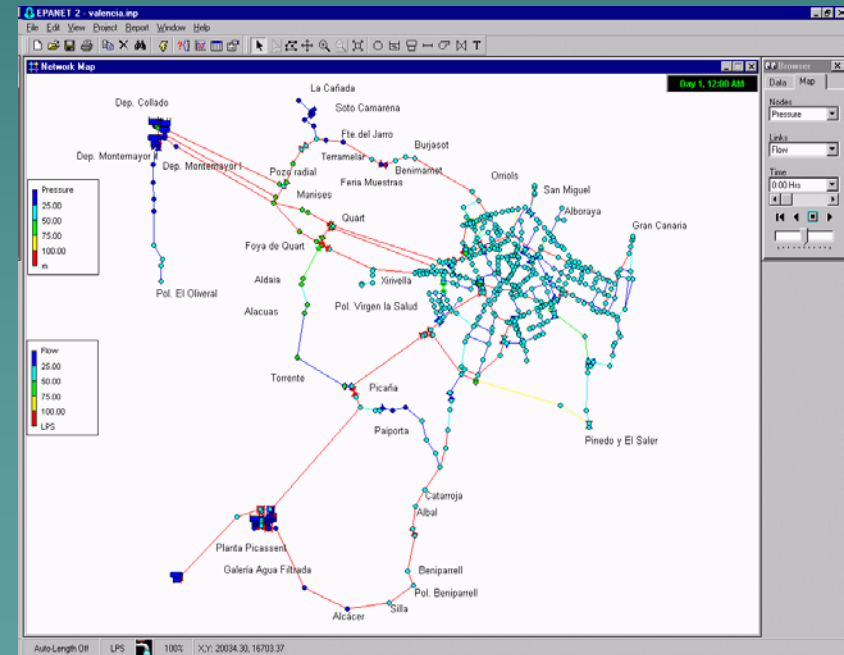 EPANET 2 - valencia.inp
File Edit View Project Report Window Help
Network Map
Day 1, 12:00 AM
Browser
Data Map
Nodes
Pressure
Links
Flow
Time
0:00 Hrs
La Cañada
Dep. Collado
Soto Camarena
Fte.del Jarro
Burjasot
Terramelar
Dep. Montemayor II
Dep. Montemayor I
Benimamet
Pozo radial
Feria Muestras
Orriols
San Miguel
Manises
Alboraya
Quart
Gran Canaria
Foya de Quart
Aldaia
Xirivella
Pol. El Oliveral
Alacuas
Pol. Virgen la Salud
Torrente
Picaña
Paiporta
Pinedo y El Saler
Catarroja
Albal
Planta Picassent
Galería Agua Filtrada
Beniparrell
Pol. Beniparrell
Silla
Alcácer
Pressure
25.00
50.00
75.00
100.00
m
Flow
25.00
50.00
75.00
100.00
LPS
Auto-Length Off LPS 100% X,Y: 20034.30, 16703.37